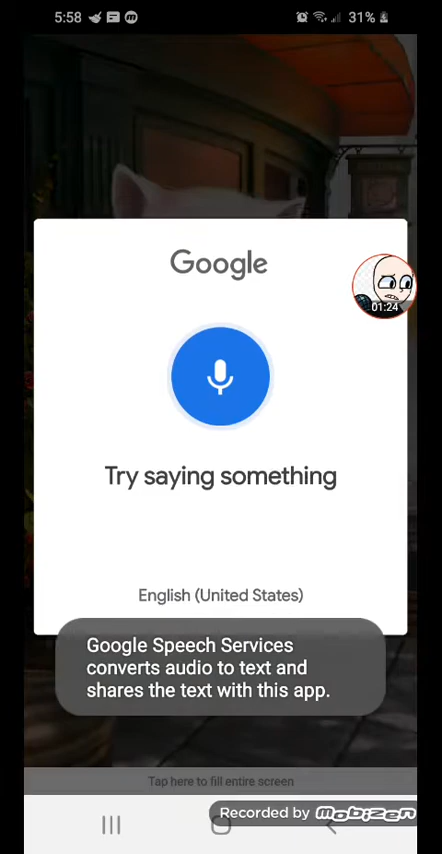 5:58
31%
Google
01:24
Try saying something
English (United States)
Google Speech Services
converts audio to text and
shares the text with this app.
Tap here to fill entire screen
Recorded by Mobizen